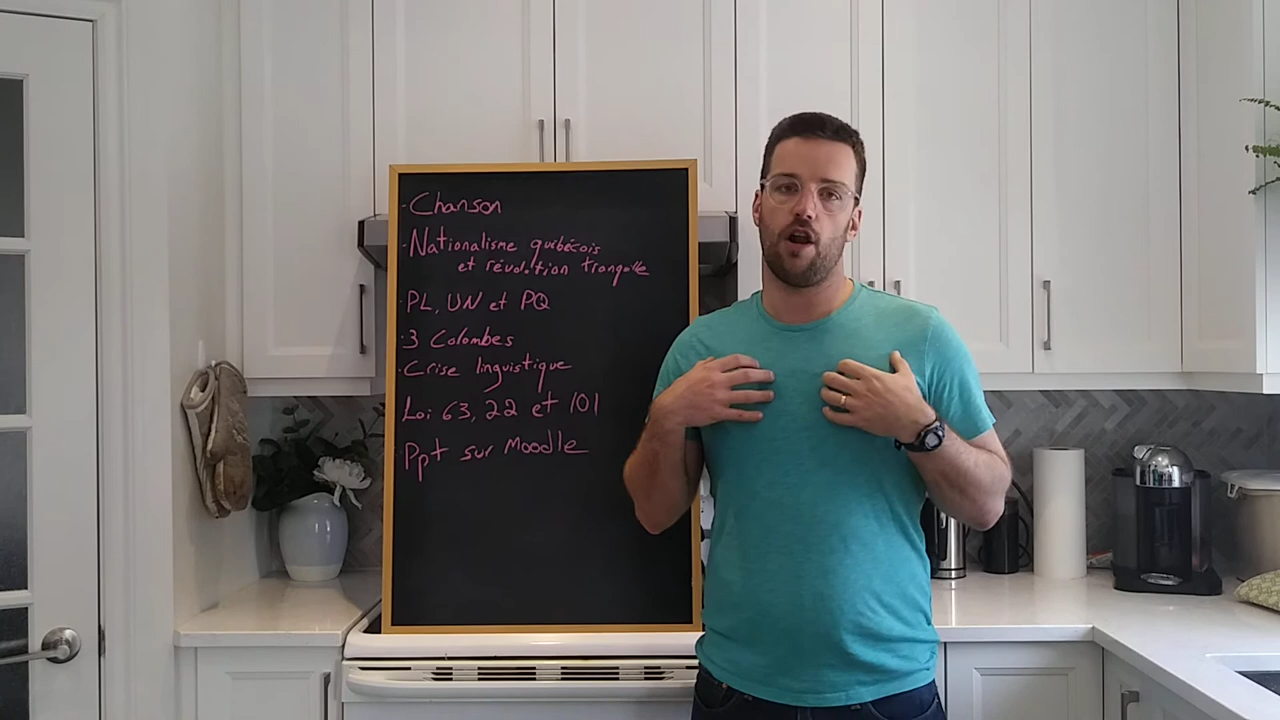 · Chanson
· Nationalisme québécois
et révolution tranquille
· PL, UN et PQ
· 3 Colombes
· Crise linguistique
· Loi 63, 22 et 101
· Ppt sur Moodle